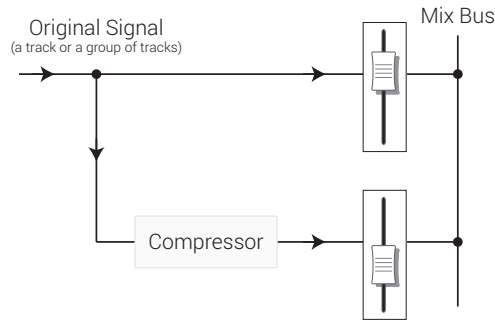 Original Signal
(a track or a group of tracks)
Mix Bus
Compressor